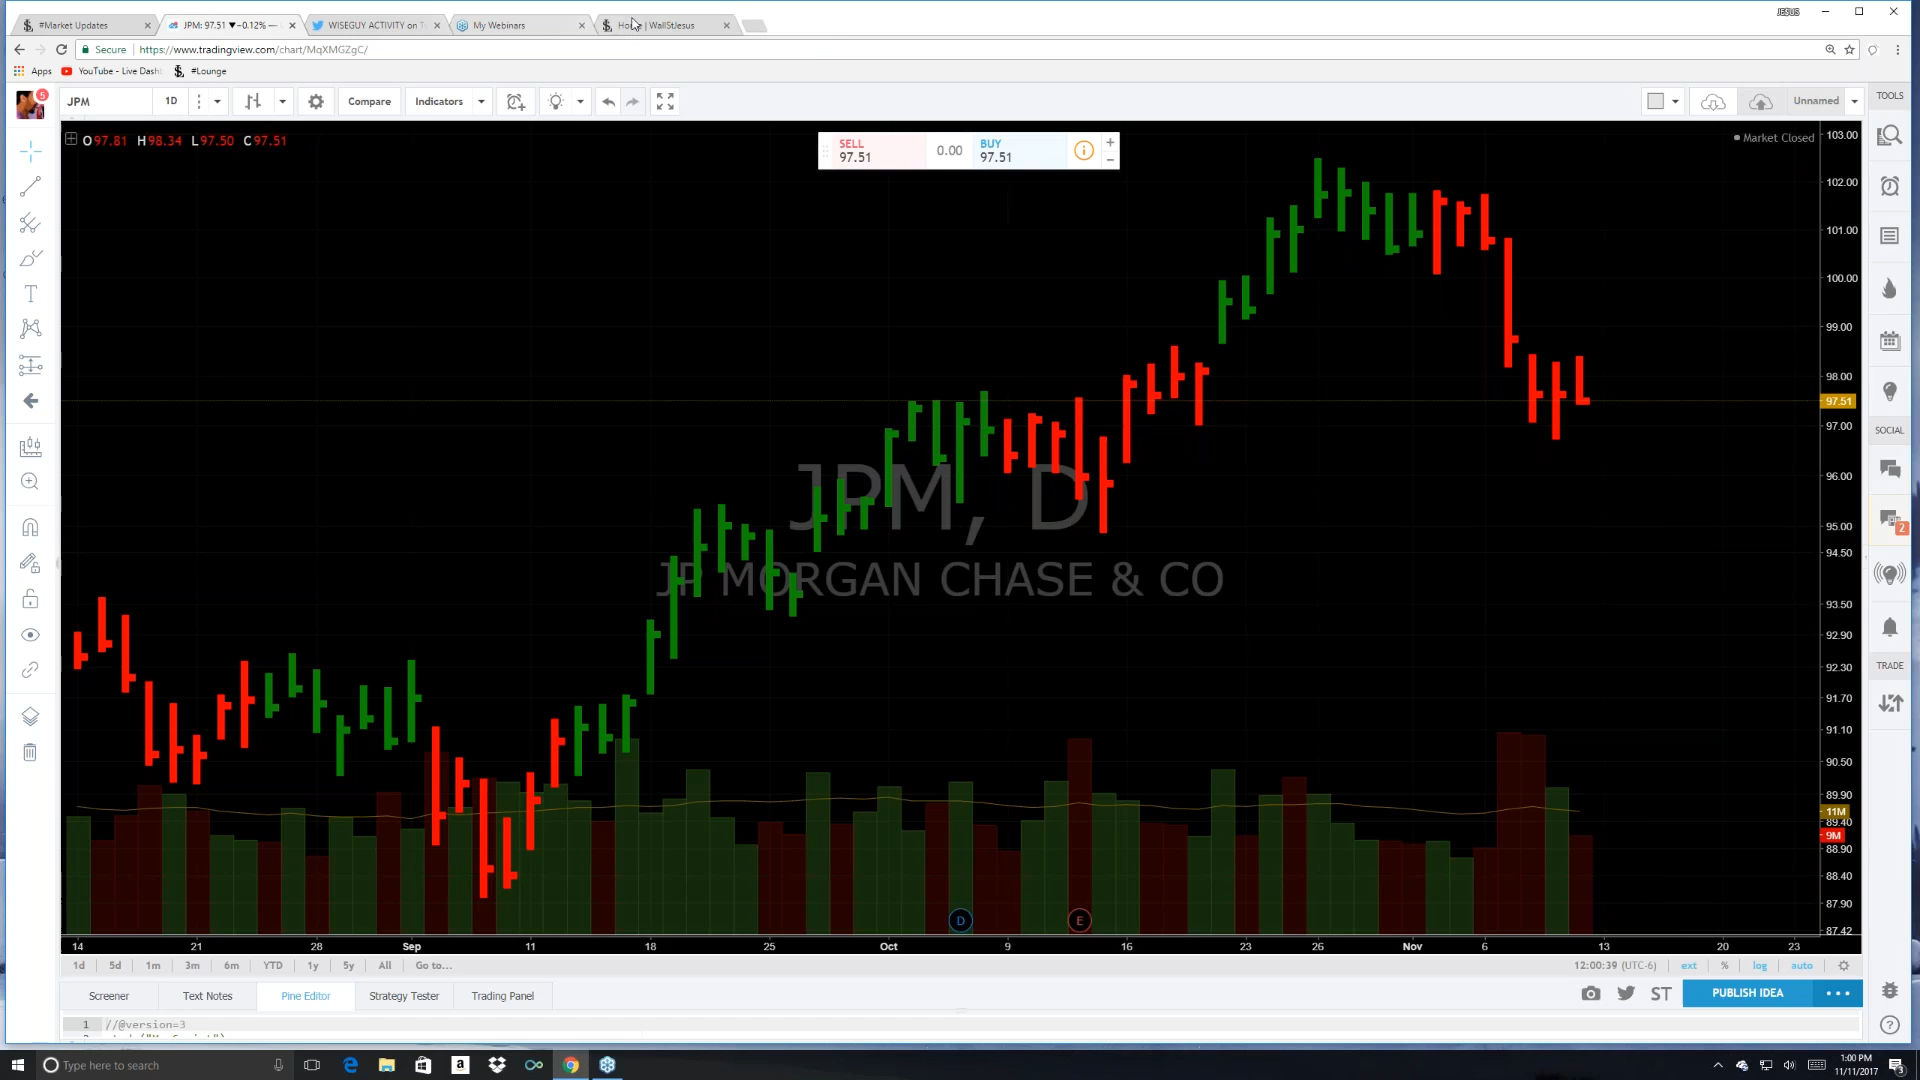 JESUS
#Market Updates
JPM: 97.51 ▼−0.12% —
WISEGUY ACTIVITY on T
My Webinars
Home | WallStJesus
Secure https://www.tradingview.com/chart/MqXMGZgC/
Apps YouTube - Live Dash #Lounge
5
JPM 1D Compare Indicators Unnamed TOOLS
O97.81 H98.34 L97.50 C97.51
SELL 97.51 0.00 BUY 97.51
Market Closed
103.00
102.00
101.00
100.00
99.00
98.00
97.51
97.00
96.00
95.00
94.50
93.50
92.90
92.30
91.70
91.10
90.50
89.90
11M
89.40
9M
88.90
88.40
87.90
87.42
SOCIAL
2
TRADE
JPM, D
JP MORGAN CHASE & CO
D E
14 21 28 Sep 11 18 25 Oct 9 16 23 26 Nov 6 13 20 23
1d 5d 1m 3m 6m YTD 1y 5y All Go to... 12:00:39 (UTC-6) ext % log auto
Screener Text Notes Pine Editor Strategy Tester Trading Panel ST PUBLISH IDEA
1 //@version=3
Type here to search
1:00 PM
11/11/2017
3